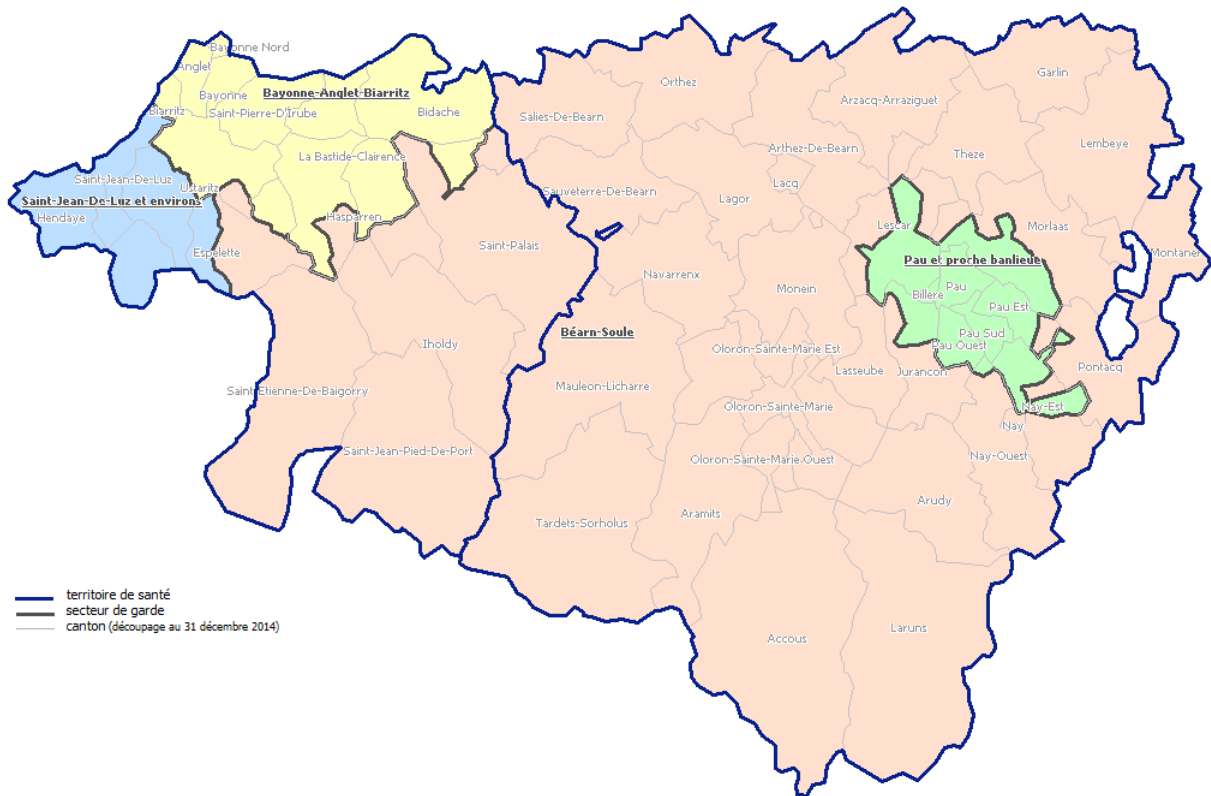 Bayonne Nord
Anglet
Bayonne
Bayonne-Anglet-Biarritz
Biarritz
Saint-Pierre-D'Irube
Bidache
La Bastide-Clairence
Saint-Jean-De-Luz
Ustaritz
Saint-Jean-De-Luz et environs
Hendaye
Hasparren
Espelette
Saint-Palais
Iholdy
Saint-Etienne-De-Baigorry
Saint-Jean-Pied-De-Port
Garlin
Orthez
Arzacq-Arraziguet
Salies-De-Bearn
Lembeye
Arthez-De-Bearn
Theze
Lacq
Sauveterre-De-Bearn
Lagor
Lescar
Morlaas
Montaner
Pau et proche banlieue
Navarrenx
Monein
Billere
Pau
Pau Est
Béarn-Soule
Pau Sud
Pau Ouest
Oloron-Sainte-Marie Est
Lasseube
Jurancon
Pontacq
Mauleon-Licharre
Oloron-Sainte-Marie
Nay-Est
Nay
Oloron-Sainte-Marie Ouest
Nay-Ouest
Arudy
Aramits
Tardets-Sorholus
Accous
Laruns
territoire de santé
secteur de garde
canton (découpage au 31 décembre 2014)